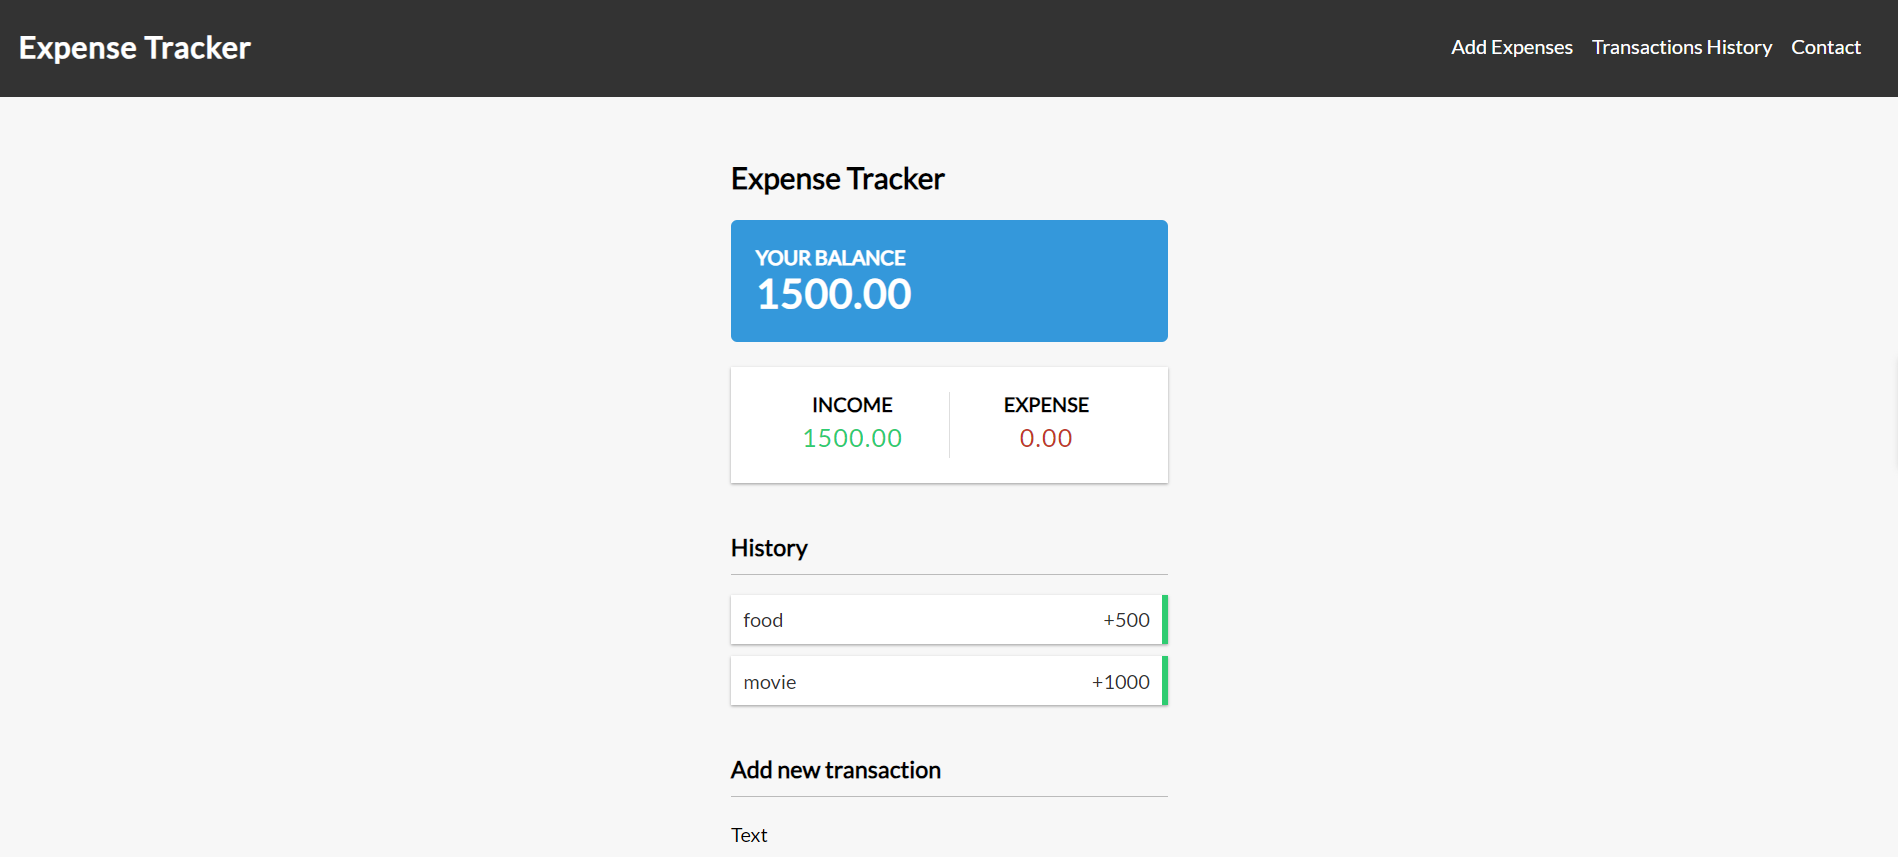 Expense Tracker
Add Expenses Transactions History Contact
Expense Tracker
YOUR BALANCE
1500.00
INCOME EXPENSE
1500.00 0.00
History
food +500
movie +1000
Add new transaction
Text